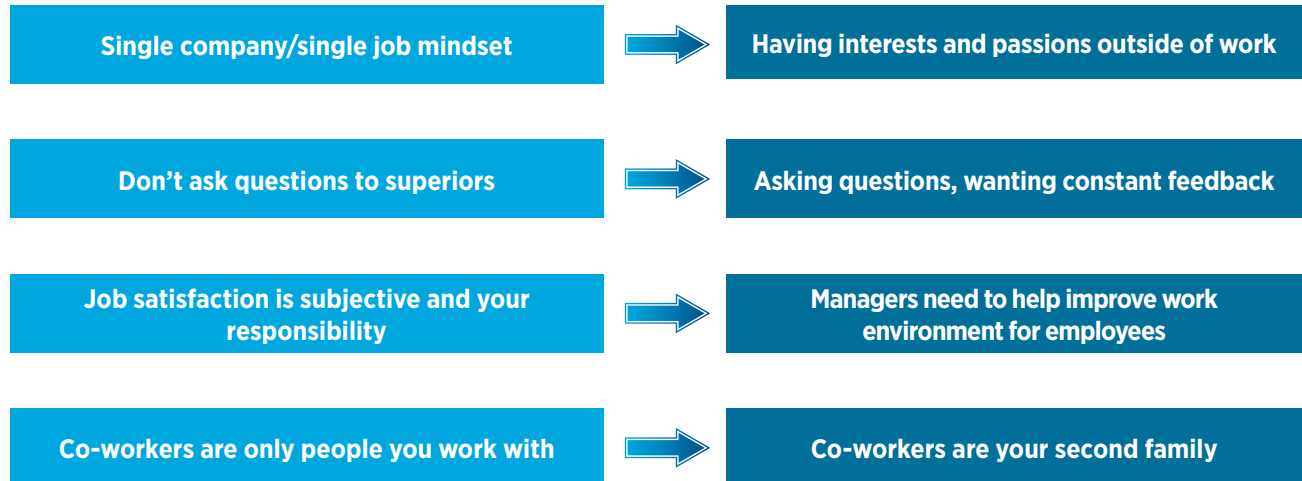 Single company/single job mindset
Having interests and passions outside of work
Don’t ask questions to superiors
Asking questions, wanting constant feedback
Job satisfaction is subjective and your
responsibility
Managers need to help improve work
environment for employees
Co-workers are only people you work with
Co-workers are your second family